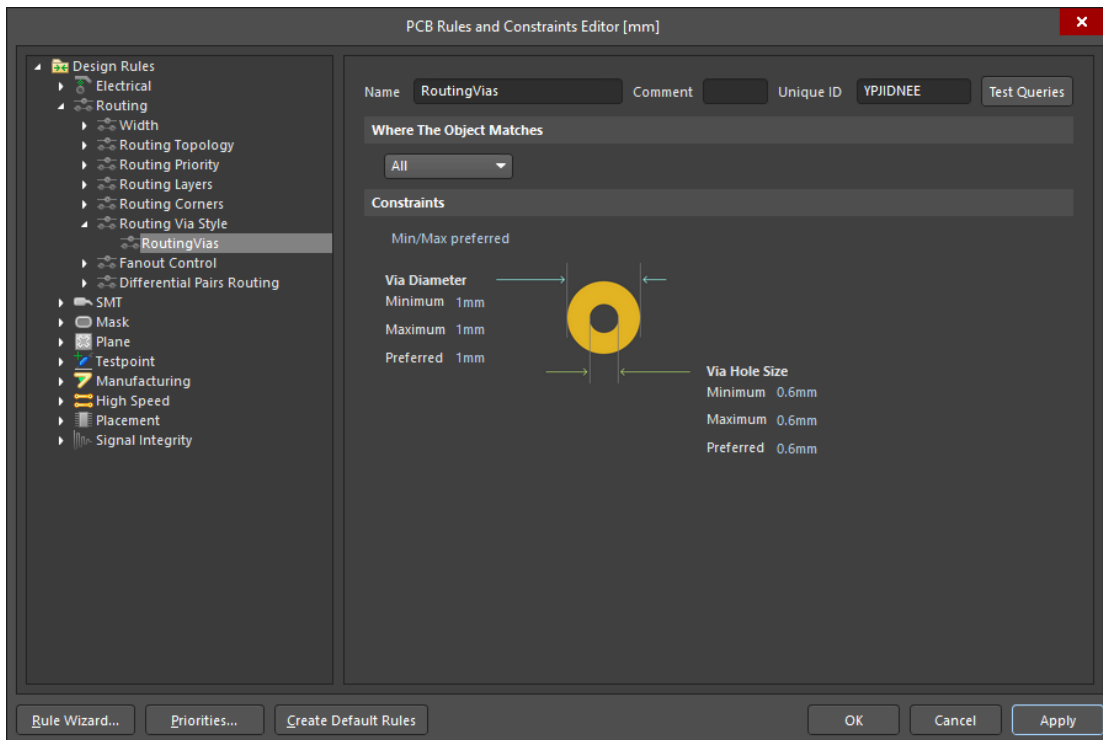 PCB Rules and Constraints Editor [mm]
Design Rules
Electrical
Routing
Width
Routing Topology
Routing Priority
Routing Layers
Routing Corners
Routing Via Style
RoutingVias
Fanout Control
Differential Pairs Routing
SMT
Mask
Plane
Testpoint
Manufacturing
High Speed
Placement
Signal Integrity
Name RoutingVias Comment Unique ID YPJIDNEE Test Queries
Where The Object Matches
All
Constraints
Min/Max preferred
Via Diameter
Minimum 1mm
Maximum 1mm
Preferred 1mm
Via Hole Size
Minimum 0.6mm
Maximum 0.6mm
Preferred 0.6mm
Rule Wizard... Priorities... Create Default Rules OK Cancel Apply